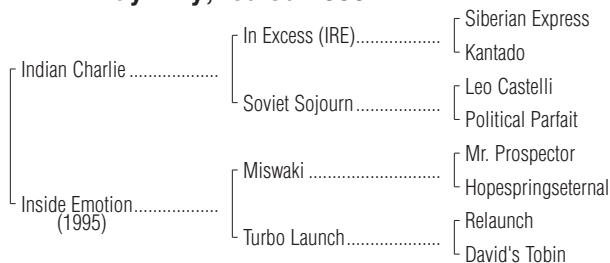 Siberian Express
In Excess (IRE)...................
Kantado
Indian Charlie ....................
Leo Castelli
Soviet Sojourn...................
Political Parfait
Mr. Prospector
Miswaki .............................
Hopespringseternal
Inside Emotion...................
(1995)
Relaunch
Turbo Launch.....................
David's Tobin